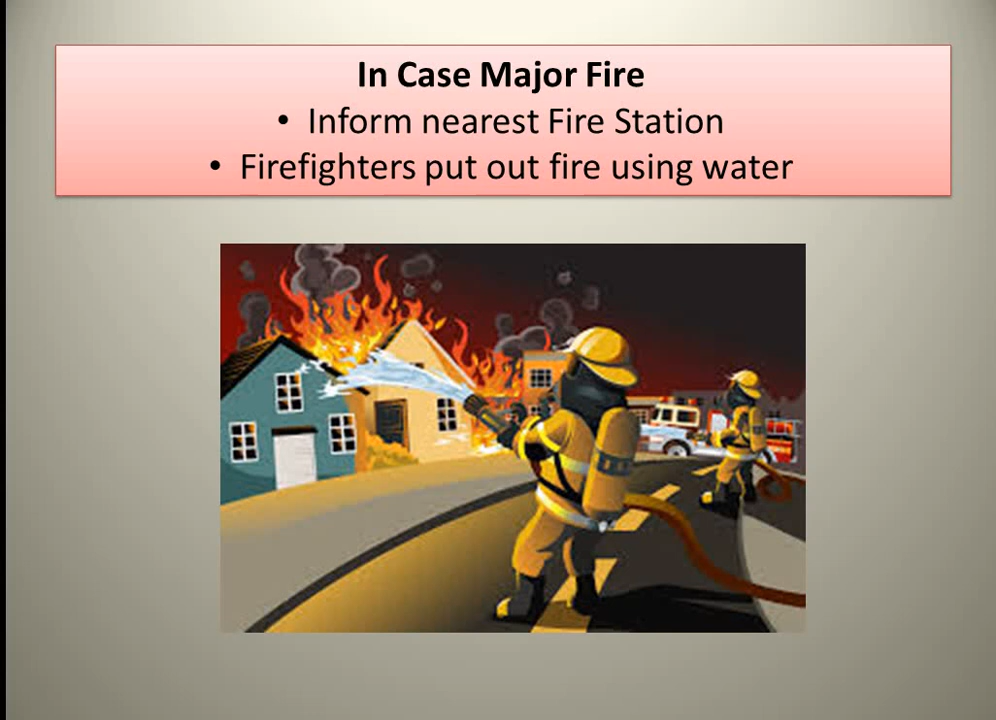 In Case Major Fire
• Inform nearest Fire Station
• Firefighters put out fire using water